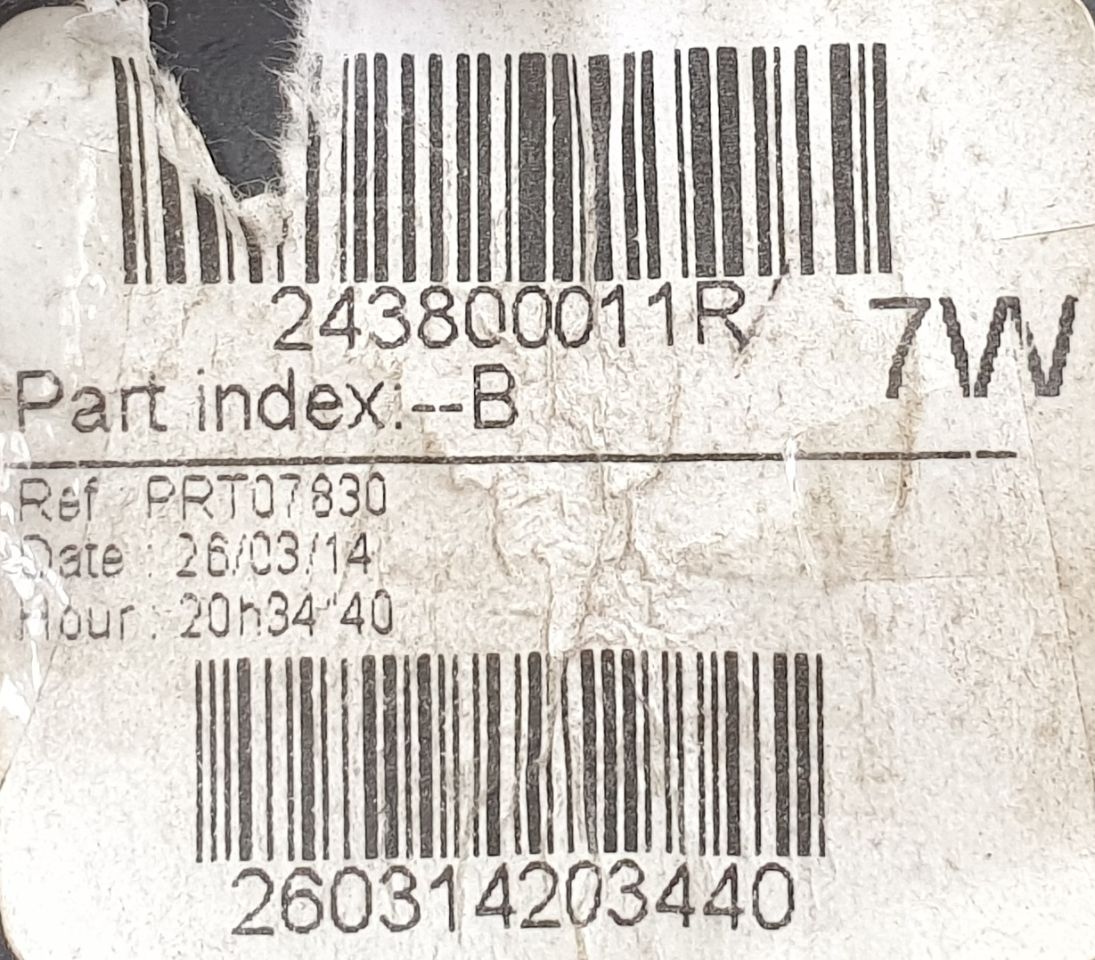 243800011R
7W
Part index:--B
Ref : PRT07830
Date : 26/03/14
Hour : 20h34"40
260314203440